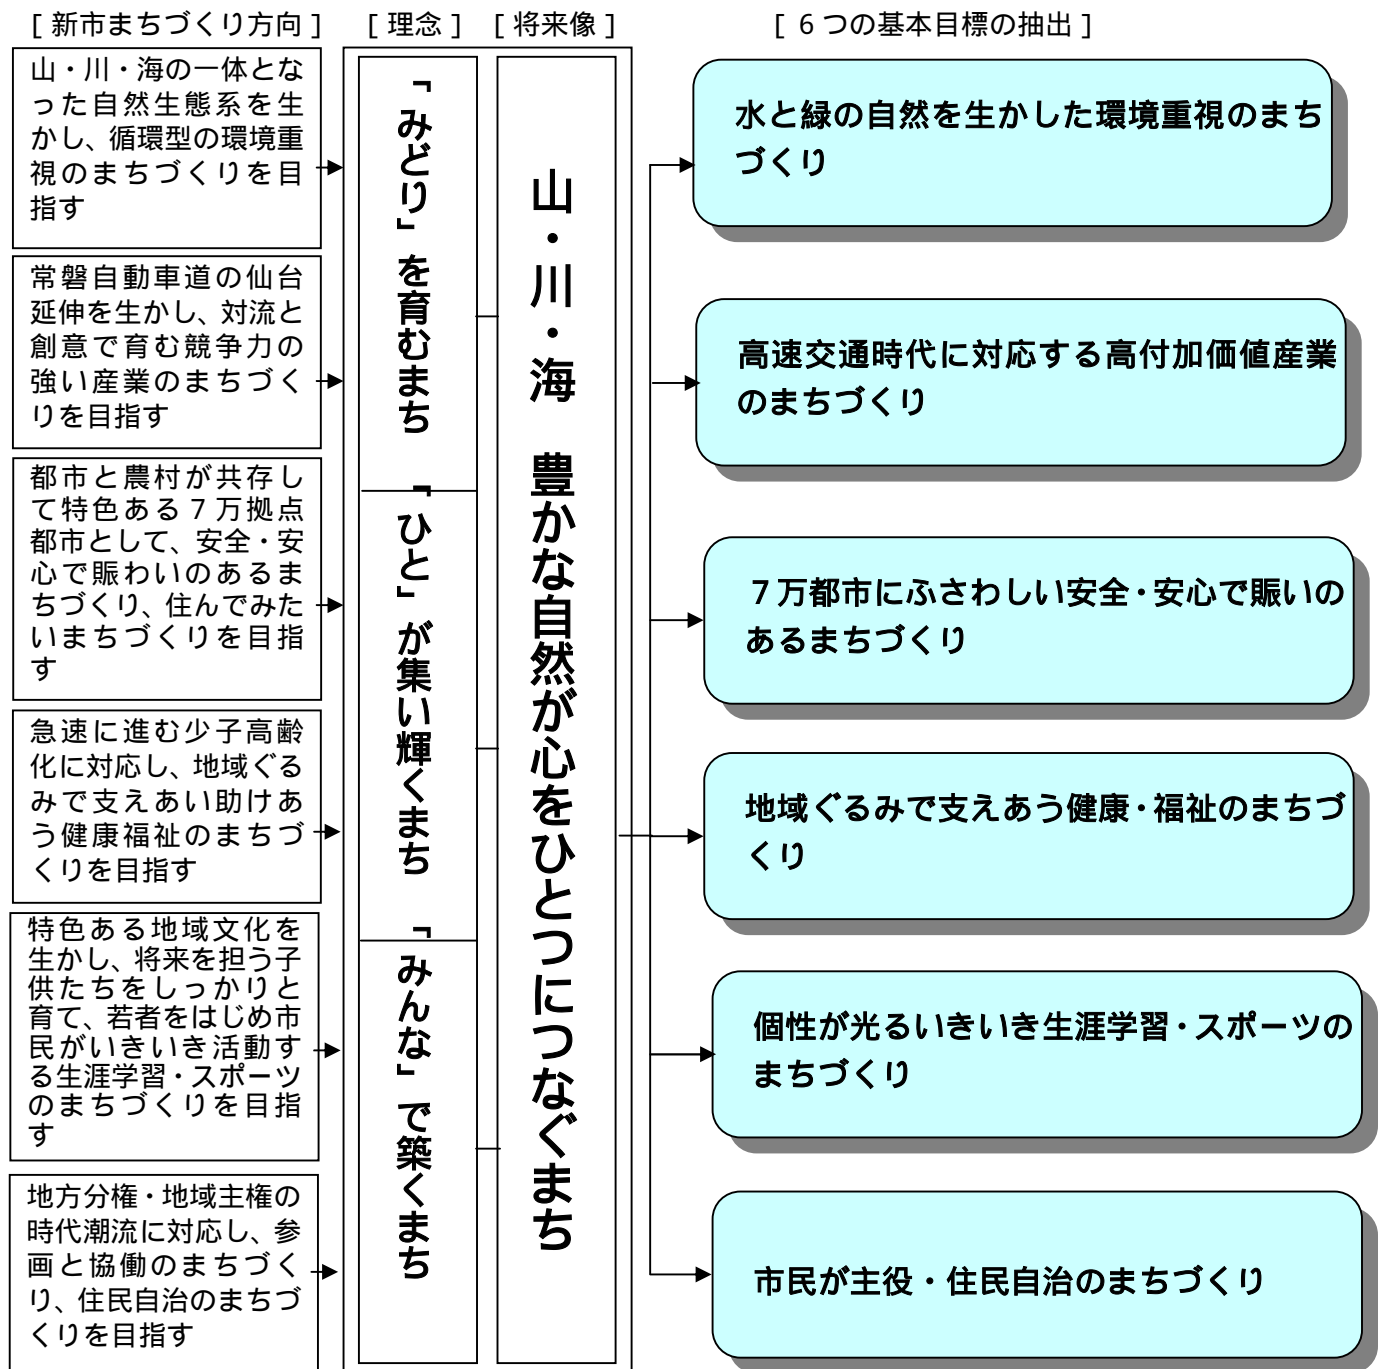 [ 新市まちづくり方向 ]
[ 理念 ]
[ 将来像 ]
[ 6つの基本目標の抽出 ]
山・川・海の一体とな
った自然生態系を生
かし、循環型の環境重
視のまちづくりを目
指す
常磐自動車道の仙台
延伸を生かし、対流と
創意で育む競争力の
強い産業のまちづく
りを目指す
都市と農村が共存し
て特色ある７万拠点
都市として、安全・安
心で賑わいのあるま
ちづくり、住んでみた
いまちづくりを目指
す
急速に進む少子高齢
化に対応し、地域ぐる
みで支えあい助けあ
う健康福祉のまちづ
くりを目指す
特色ある地域文化を
生かし、将来を担う子
供たちをしっかりと
育て、若者をはじめ市
民がいきいき活動す
る生涯学習・スポーツ
のまちづくりを目指
す
地方分権・地域主権の
時代潮流に対応し、参
画と協働のまちづく
り、住民自治のまちづ
くりを目指す
「みどり」を育むまち
「ひと」が集い輝くまち
「みんな」で築くまち
山・川・海　豊かな自然が心をひとつにつなぐまち
水と緑の自然を生かした環境重視のまち
づくり
高速交通時代に対応する高付加価値産業
のまちづくり
７万都市にふさわしい安全・安心で賑いの
あるまちづくり
地域ぐるみで支えあう健康・福祉のまちづ
くり
個性が光るいきいき生涯学習・スポーツの
まちづくり
市民が主役・住民自治のまちづくり